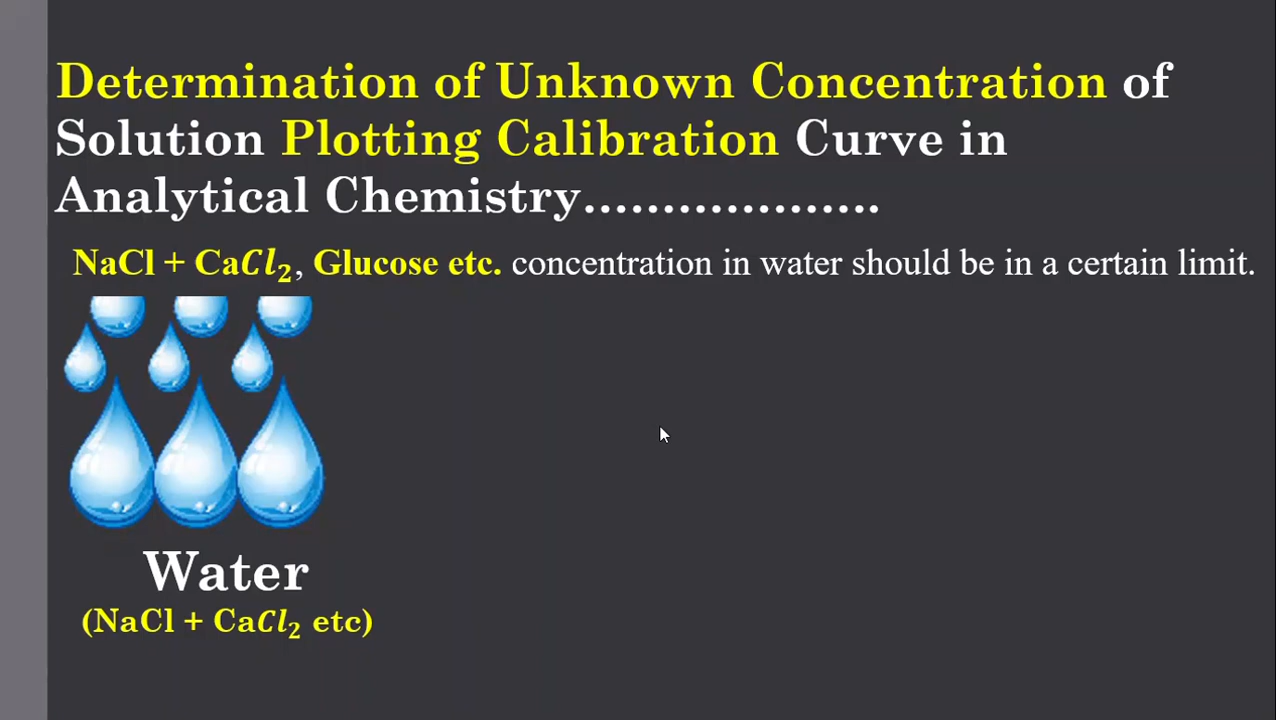 Determination of Unknown Concentration of
Solution Plotting Calibration Curve in
Analytical Chemistry...................
NaCl + CaCl₂, Glucose etc. concentration in water should be in a certain limit.
Water
(NaCl + CaCl₂ etc)